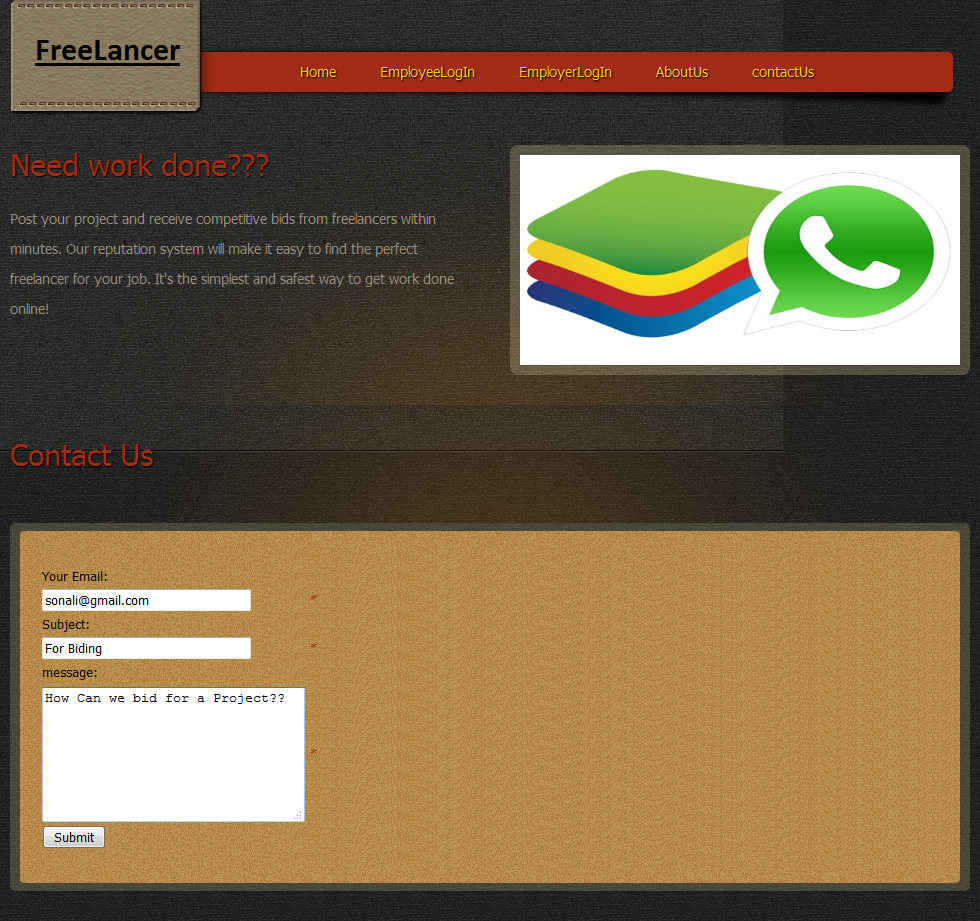 FreeLancer
Home EmployeeLogIn EmployerLogIn AboutUs contactUs
Need work done???
Post your project and receive competitive bids from freelancers within
minutes. Our reputation system will make it easy to find the perfect
freelancer for your job. It's the simplest and safest way to get work done
online!
Contact Us
Your Email:
sonali@gmail.com *
Subject:
For Biding *
message:
How Can we bid for a Project??
*
Submit